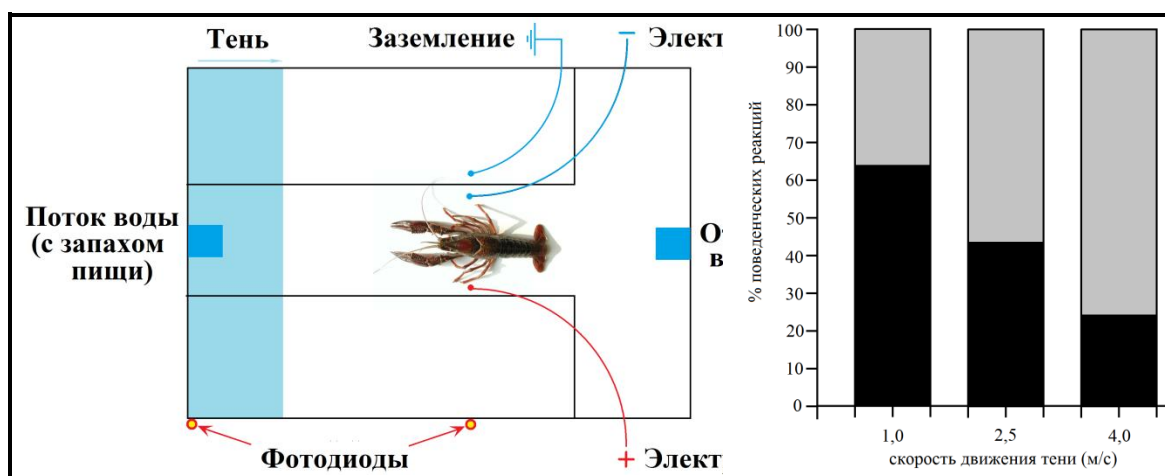 Тень
Заземление
− Элект
Поток воды
(с запахом
пищи)
О
в
Фотодиоды
+ Элект
% поведенческих реакций
100
90
80
70
60
50
40
30
20
10
0
1,0 2,5 4,0
скорость движения тени (м/с)